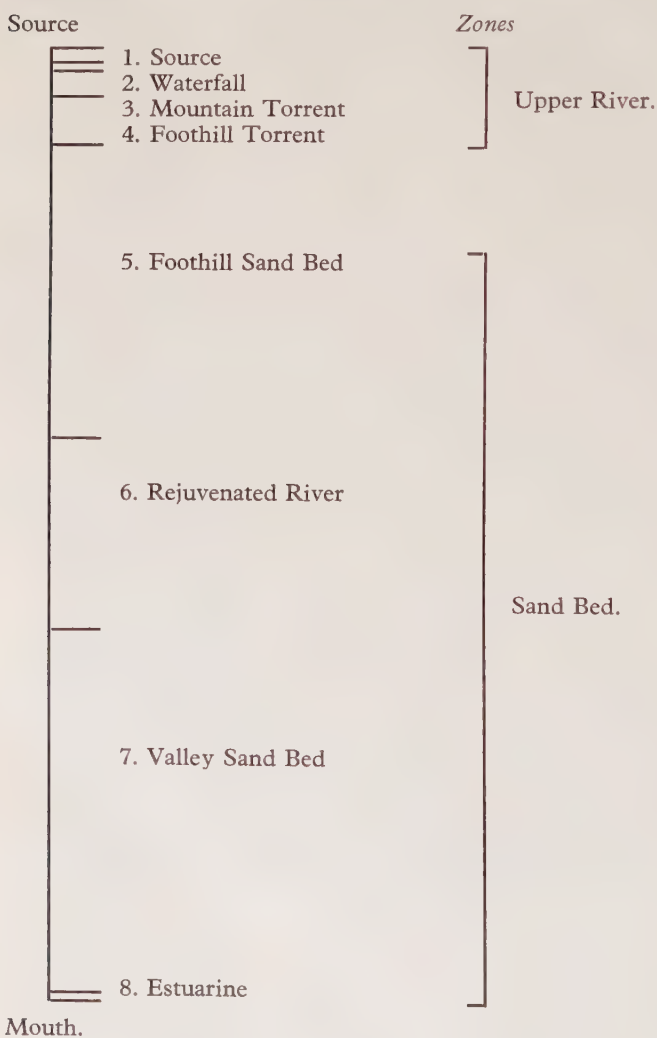 Source
Zones
1. Source
2. Waterfall
3. Mountain Torrent
4. Foothill Torrent
Upper River.
5. Foothill Sand Bed
6. Rejuvenated River
Sand Bed.
7. Valley Sand Bed
8. Estuarine
Mouth.